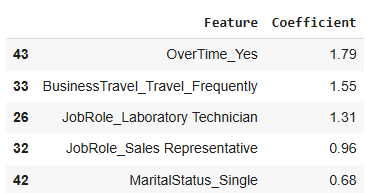 Feature Coefficient
43 OverTime_Yes 1.79
33 BusinessTravel_Travel_Frequently 1.55
26 JobRole_Laboratory Technician 1.31
32 JobRole_Sales Representative 0.96
42 MaritalStatus_Single 0.68